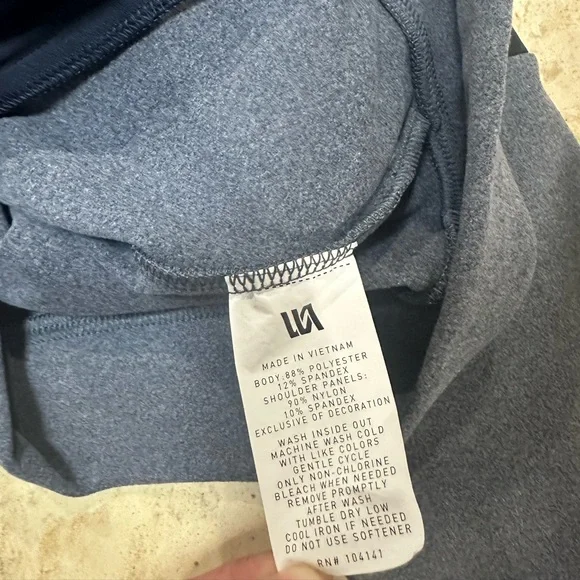 MADE IN VIETNAM
BODY: 88% POLYESTER
12% SPANDEX
SHOULDER PANELS:
90% NYLON
10% SPANDEX
EXCLUSIVE OF DECORATION
WASH INSIDE OUT
MACHINE WASH COLD
WITH LIKE COLORS
GENTLE CYCLE
ONLY NON-CHLORINE
BLEACH WHEN NEEDED
REMOVE PROMPTLY
AFTER WASH
TUMBLE DRY LOW
COOL IRON IF NEEDED
DO NOT USE SOFTENER
RN# 104141